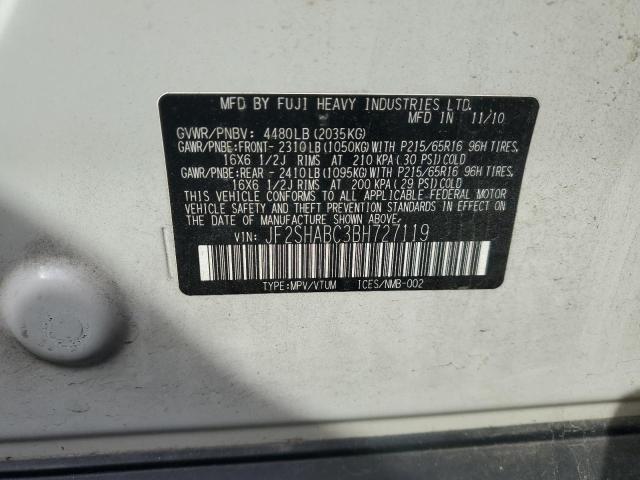 MFD BY FUJI HEAVY INDUSTRIES LTD.
MFD IN 11/10
GVWR/PNBV: 4480LB(2035KG)
GAWR/PNBE:FRONT- 2310LB(1050KG)WITH P215/65R16 96H TIRES,
16X6 1/2J RIMS AT 210 KPA(30 PSI)COLD
GAWR/PNBE:REAR - 2410LB(1095KG)WITH P215/65R16 96H TIRES,
16X6 1/2J RIMS AT 200 KPA(29 PSI)COLD
THIS VEHICLE CONFORMS TO ALL APPLICABLE-FEDERAL MOTOR
VEHICLE SAFETY AND THEFT PREVENTION STANDARDS IN EFFECT
ON THE DATE OF MANUFACTURE SHOWN ABOVE.
VIN: JF2SHABC3BH727119
TYPE:MPV/VTUM ICES/NMB-002